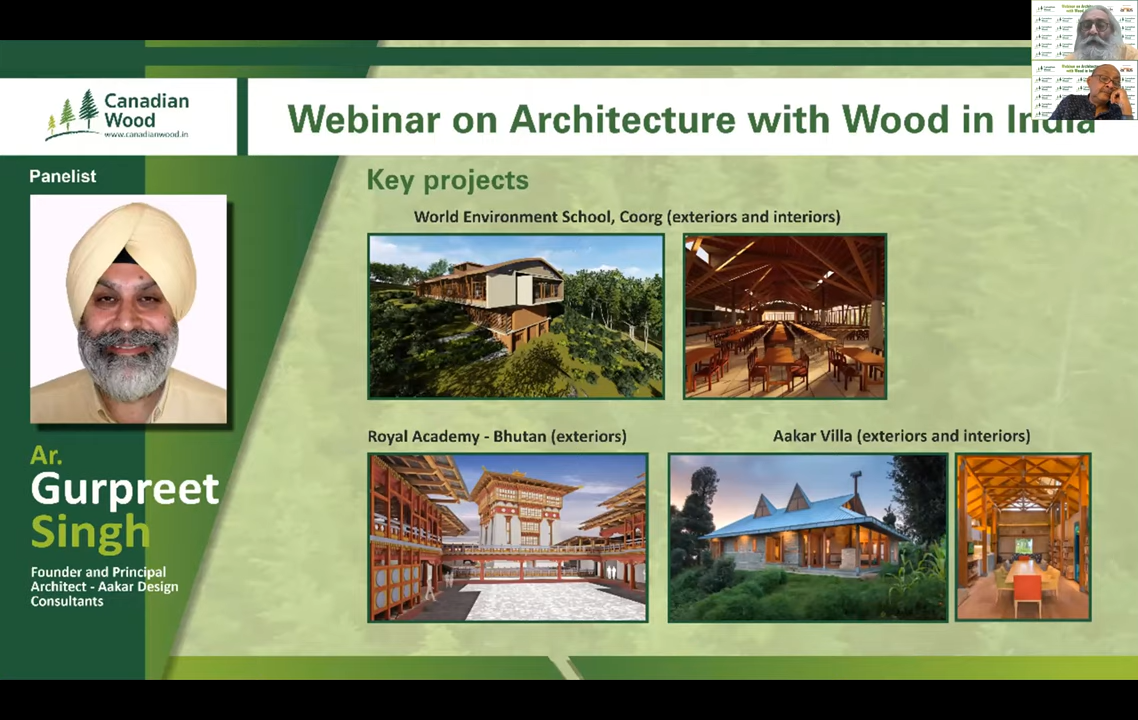 Canadian
Wood
www.canadianwood.in
Webinar on Architecture with Wood in India
Panelist
Key projects
World Environment School, Coorg (exteriors and interiors)
Royal Academy - Bhutan (exteriors)
Aakar Villa (exteriors and interiors)
Ar.
Gurpreet
Singh
Founder and Principal
Architect - Aakar Design
Consultants